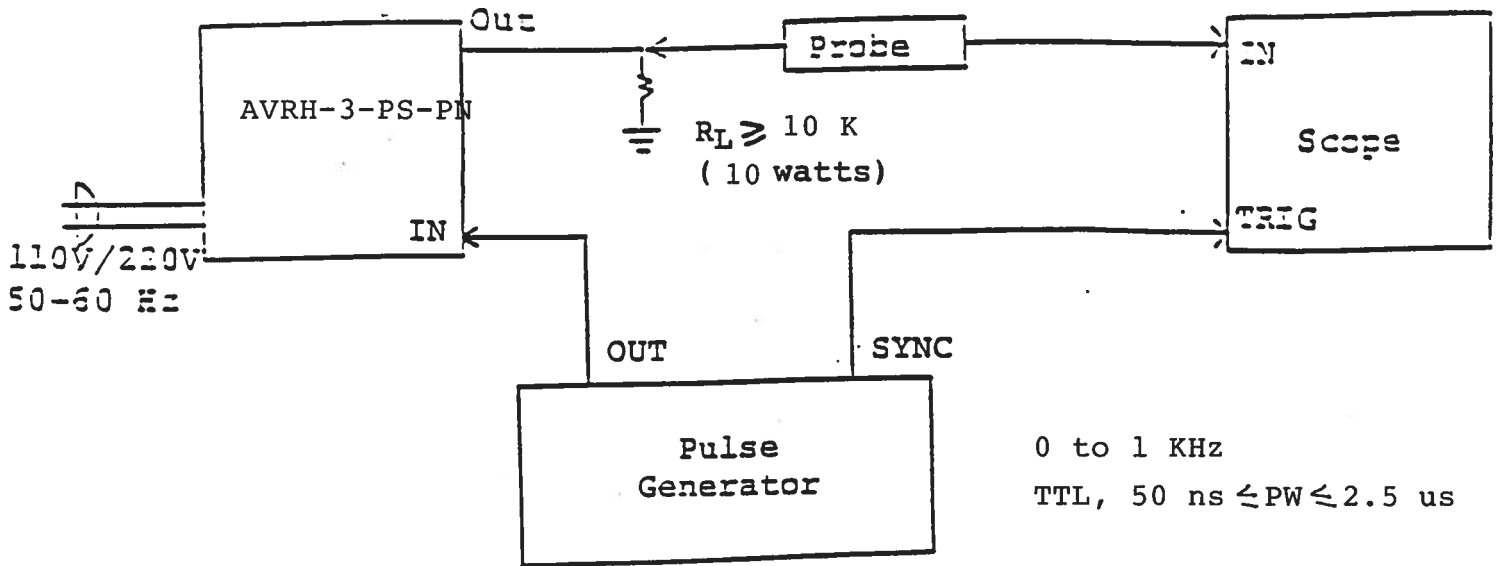 Out
Probe
IN
AVRH-3-PS-PN
R_L ≥ 10 K
(10 watts)
Scope
IN
TRIG
110V/220V
50-60 Hz
OUT
SYNC
Pulse
Generator
0 to 1 KHz
TTL, 50 ns ≤ PW ≤ 2.5 us